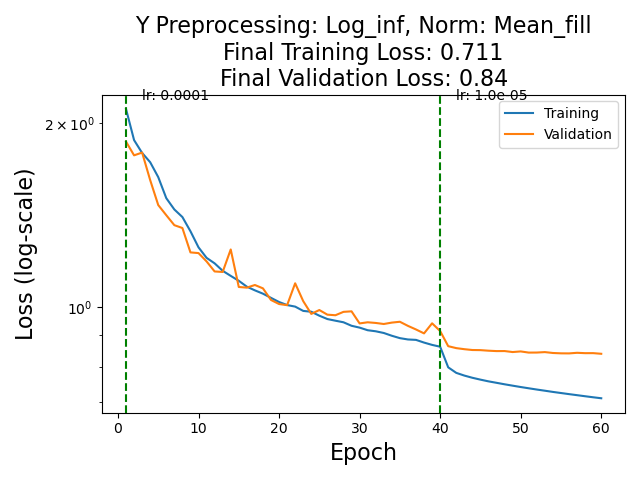 Y Preprocessing: Log_inf, Norm: Mean_fill
Final Training Loss: 0.711
Final Validation Loss: 0.84
lr: 0.0001
lr: 1.0e-05
Training
Validation
2 × 10⁰
10⁰
Loss (log-scale)
0 10 20 30 40 50 60
Epoch